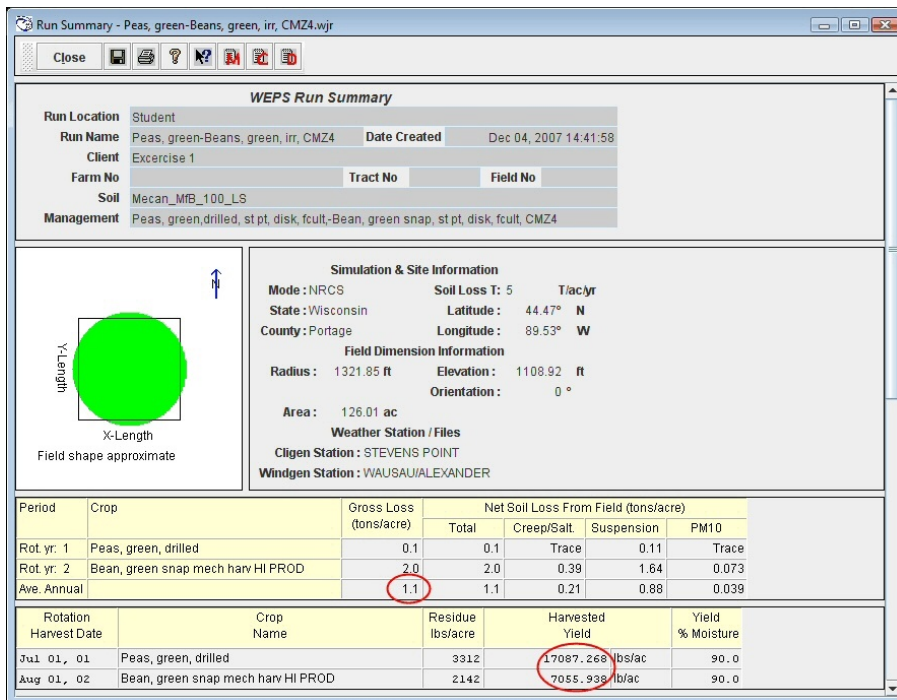 Run Summary - Peas, green-Beans, green, irr, CMZ4.wjr
Close
WEPS Run Summary
Run Location Student
Run Name Peas, green-Beans, green, irr, CMZ4 Date Created Dec 04, 2007 14:41:58
Client Excercise 1
Farm No Tract No Field No
Soil Mecan_MfB_100_LS
Management Peas, green,drilled, st pt, disk, fcult,-Bean, green snap, st pt, disk, fcult, CMZ4
N
Y-Length
X-Length
Field shape approximate
Simulation & Site Information
Mode : NRCS Soil Loss T: 5 T/ac/yr
State : Wisconsin Latitude : 44.47° N
County : Portage Longitude : 89.53° W
Field Dimension Information
Radius : 1321.85 ft Elevation : 1108.92 ft
Orientation : 0 °
Area : 126.01 ac
Weather Station / Files
Cligen Station : STEVENS POINT
Windgen Station : WAUSAU/ALEXANDER
Period Crop Gross Loss (tons/acre) Net Soil Loss From Field (tons/acre)
Total Creep/Salt. Suspension PM10
Rot. yr: 1 Peas, green, drilled 0.1 0.1 Trace 0.11 Trace
Rot. yr: 2 Bean, green snap mech harv HI PROD 2.0 2.0 0.39 1.64 0.073
Ave. Annual 1.1 1.1 0.21 0.88 0.039
Rotation Crop Residue Harvested Yield
Harvest Date Name lbs/acre Yield % Moisture
Jul 01, 01 Peas, green, drilled 3312 17087.268 lbs/ac 90.0
Aug 01, 02 Bean, green snap mech harv HI PROD 2142 7055.938 lb/ac 90.0